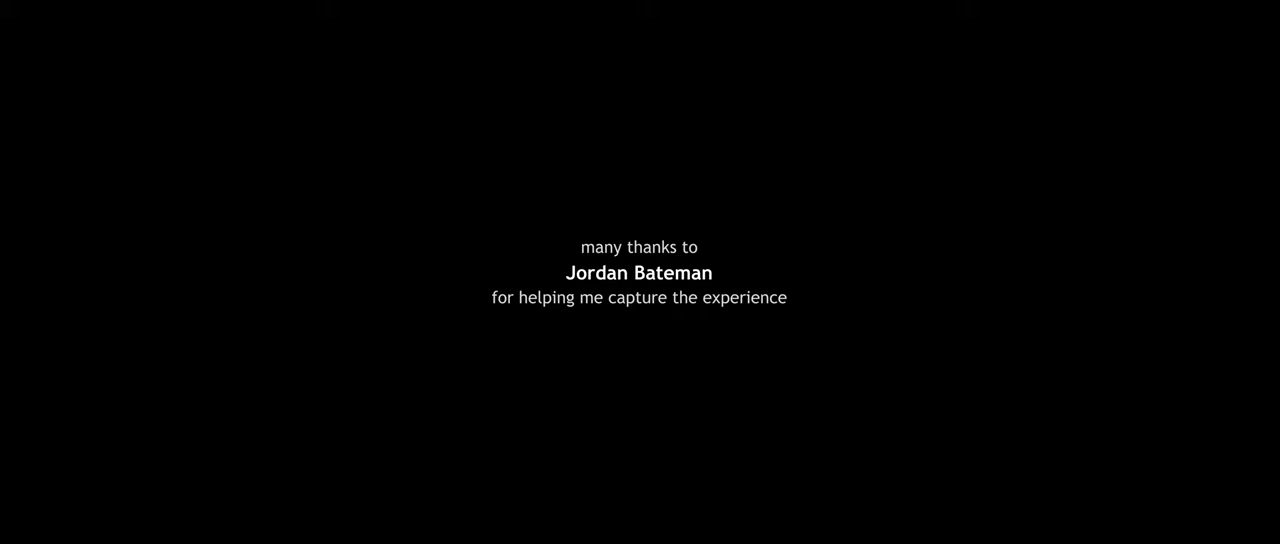 many thanks to
Jordan Bateman
for helping me capture the experience